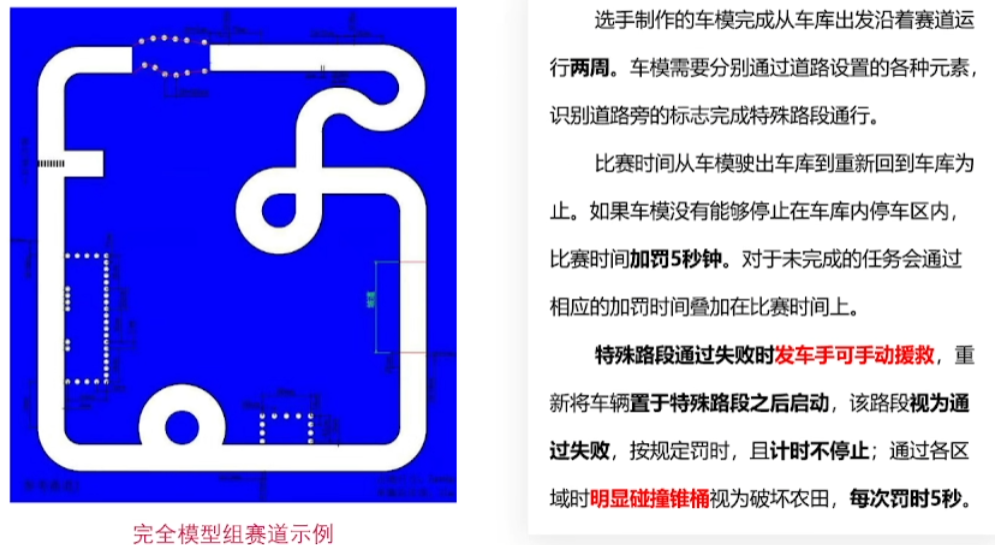 选手制作的车模完成从车库出发沿着赛道运
行两周。车模需要分别通过道路设置的各种元素，
识别道路旁的标志完成特殊路段通行。
比赛时间从车模驶出车库到重新回到车库为
止。如果车模没有能够停止在车库内停车区内，
比赛时间加罚5秒钟。对于未完成的任务会通过
相应的加罚时间叠加在比赛时间上。
特殊路段通过失败时发车手可手动援救，重
新将车辆置于特殊路段之后启动，该路段视为通
过失败，按规定罚时，且计时不停止；通过各区
域时明显碰撞锥桶视为破坏农田，每次罚时5秒。
完全模型组赛道示例